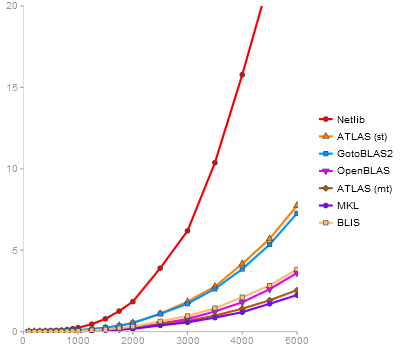 20
15
10
5
0
0 1000 2000 3000 4000 5000
Netlib
ATLAS (st)
GotoBLAS2
OpenBLAS
ATLAS (mt)
MKL
BLIS